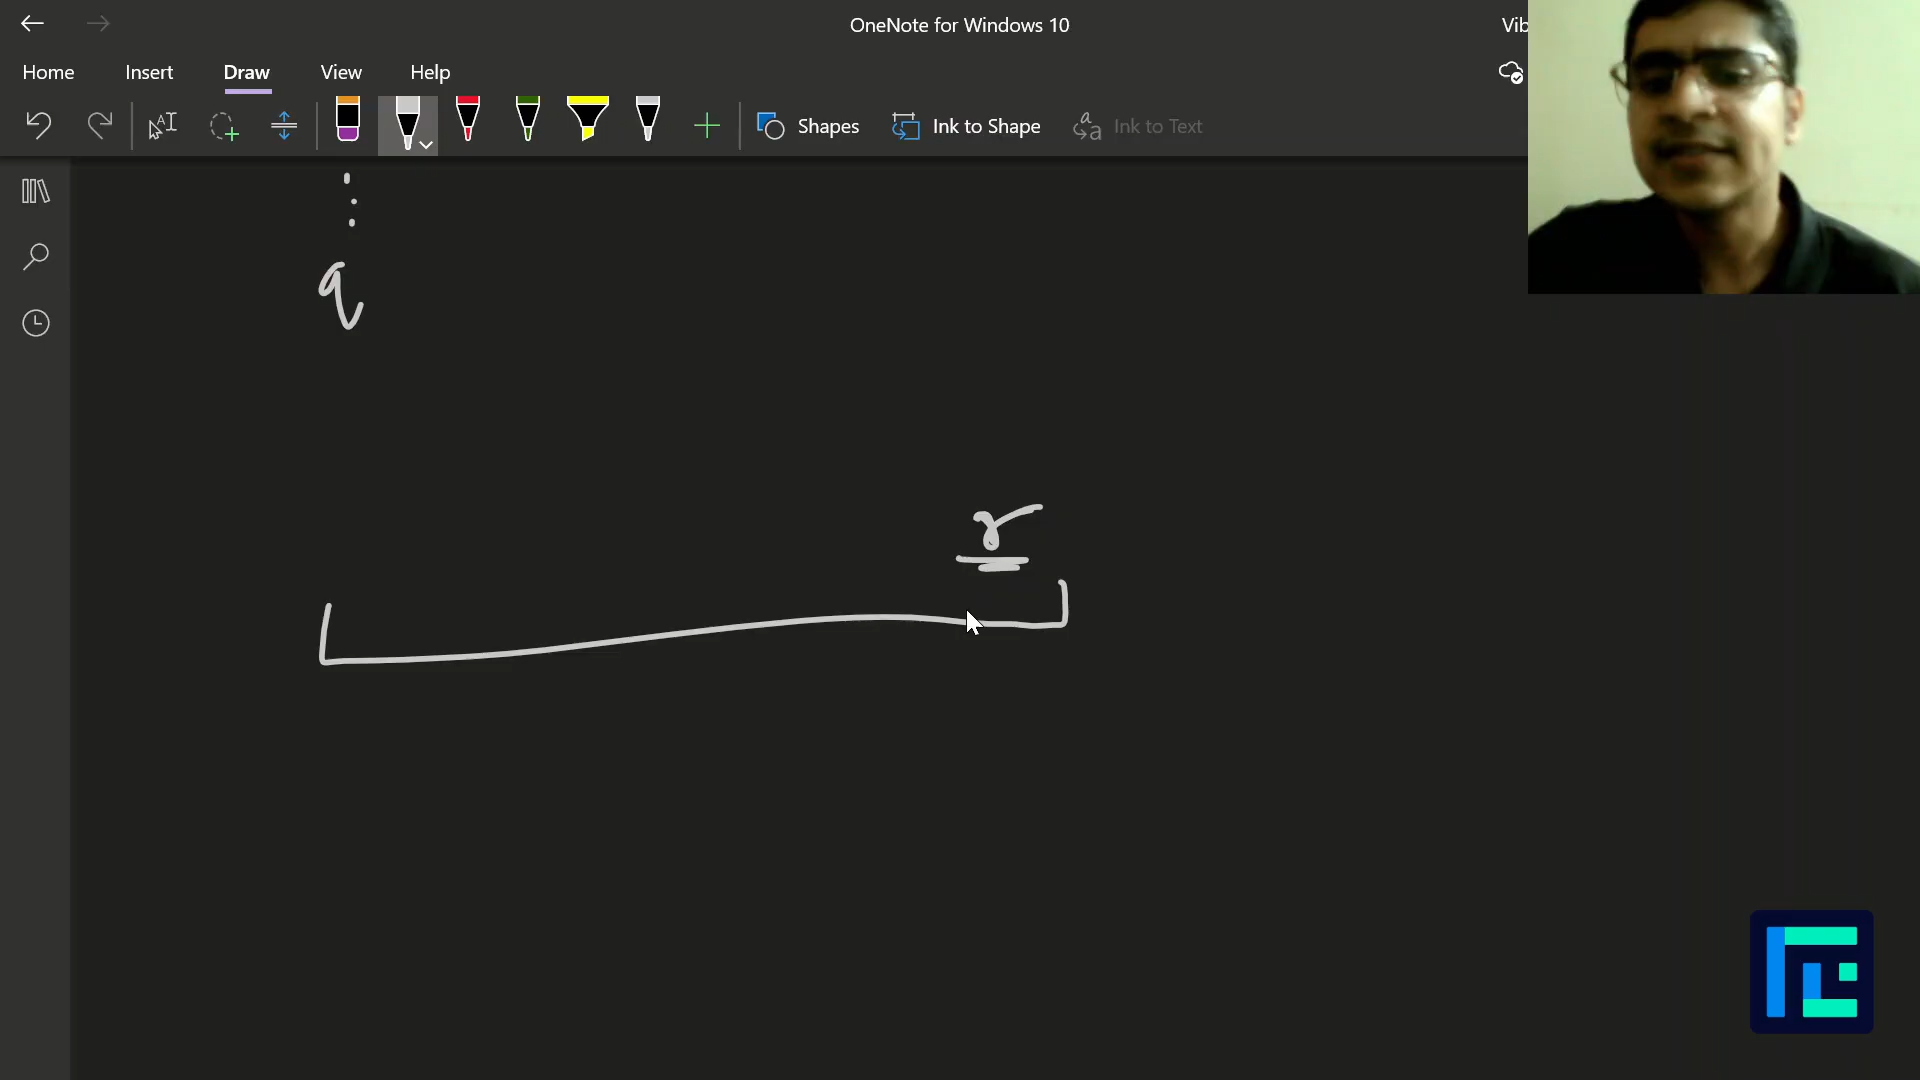 OneNote for Windows 10
Vib
Home Insert Draw View Help
Shapes Ink to Shape Ink to Text
q
r